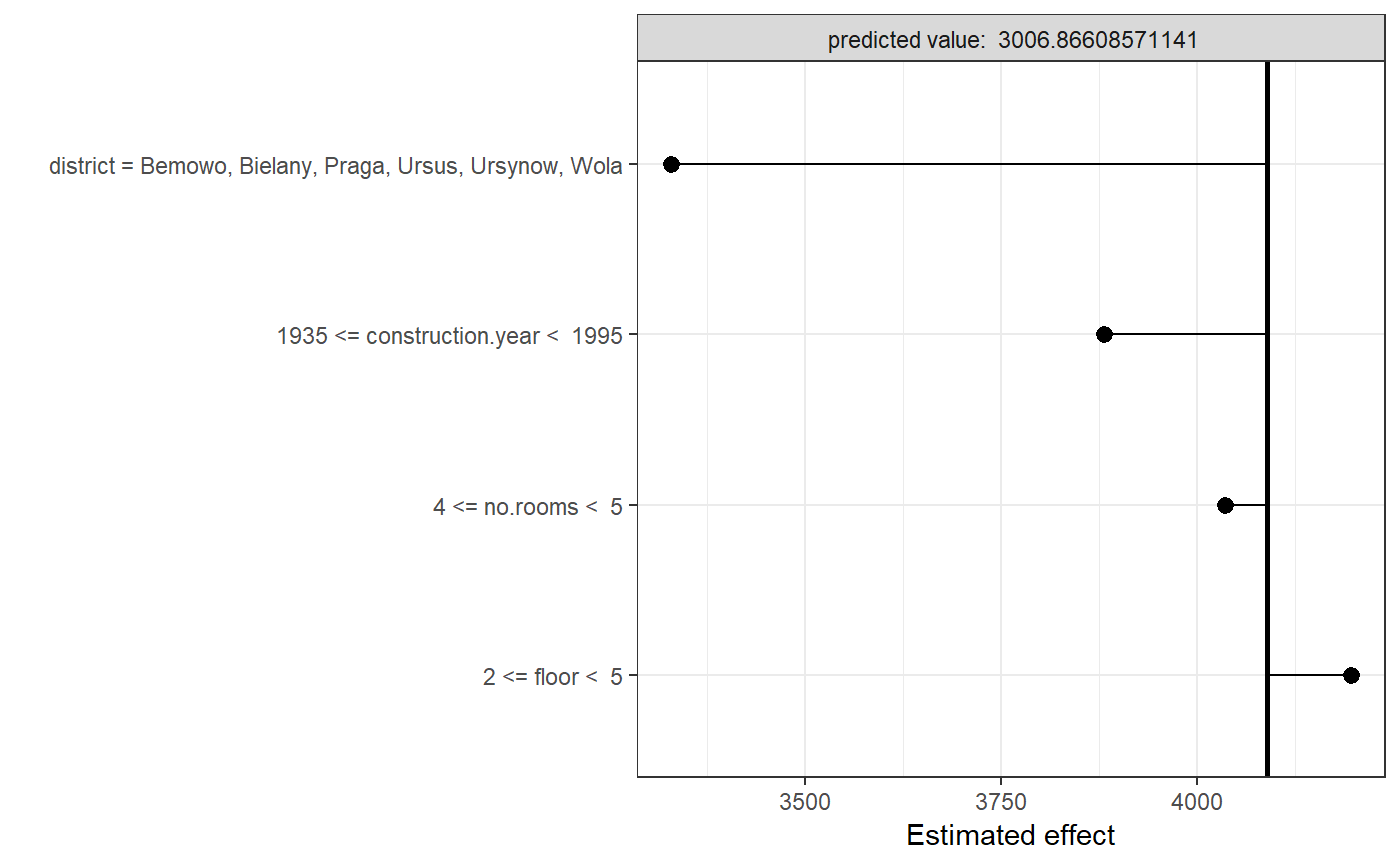 predicted value:  3006.86608571141
district = Bemowo, Bielany, Praga, Ursus, Ursynow, Wola
1935 <= construction.year <  1995
4 <= no.rooms <  5
2 <= floor <  5
3500 3750 4000
Estimated effect